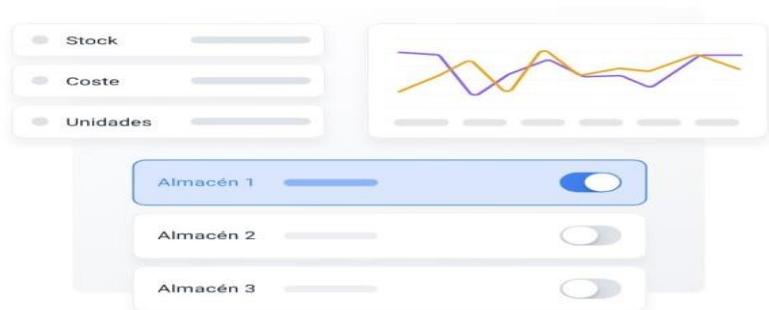 Stock
Coste
Unidades
Almacén 1
Almacén 2
Almacén 3